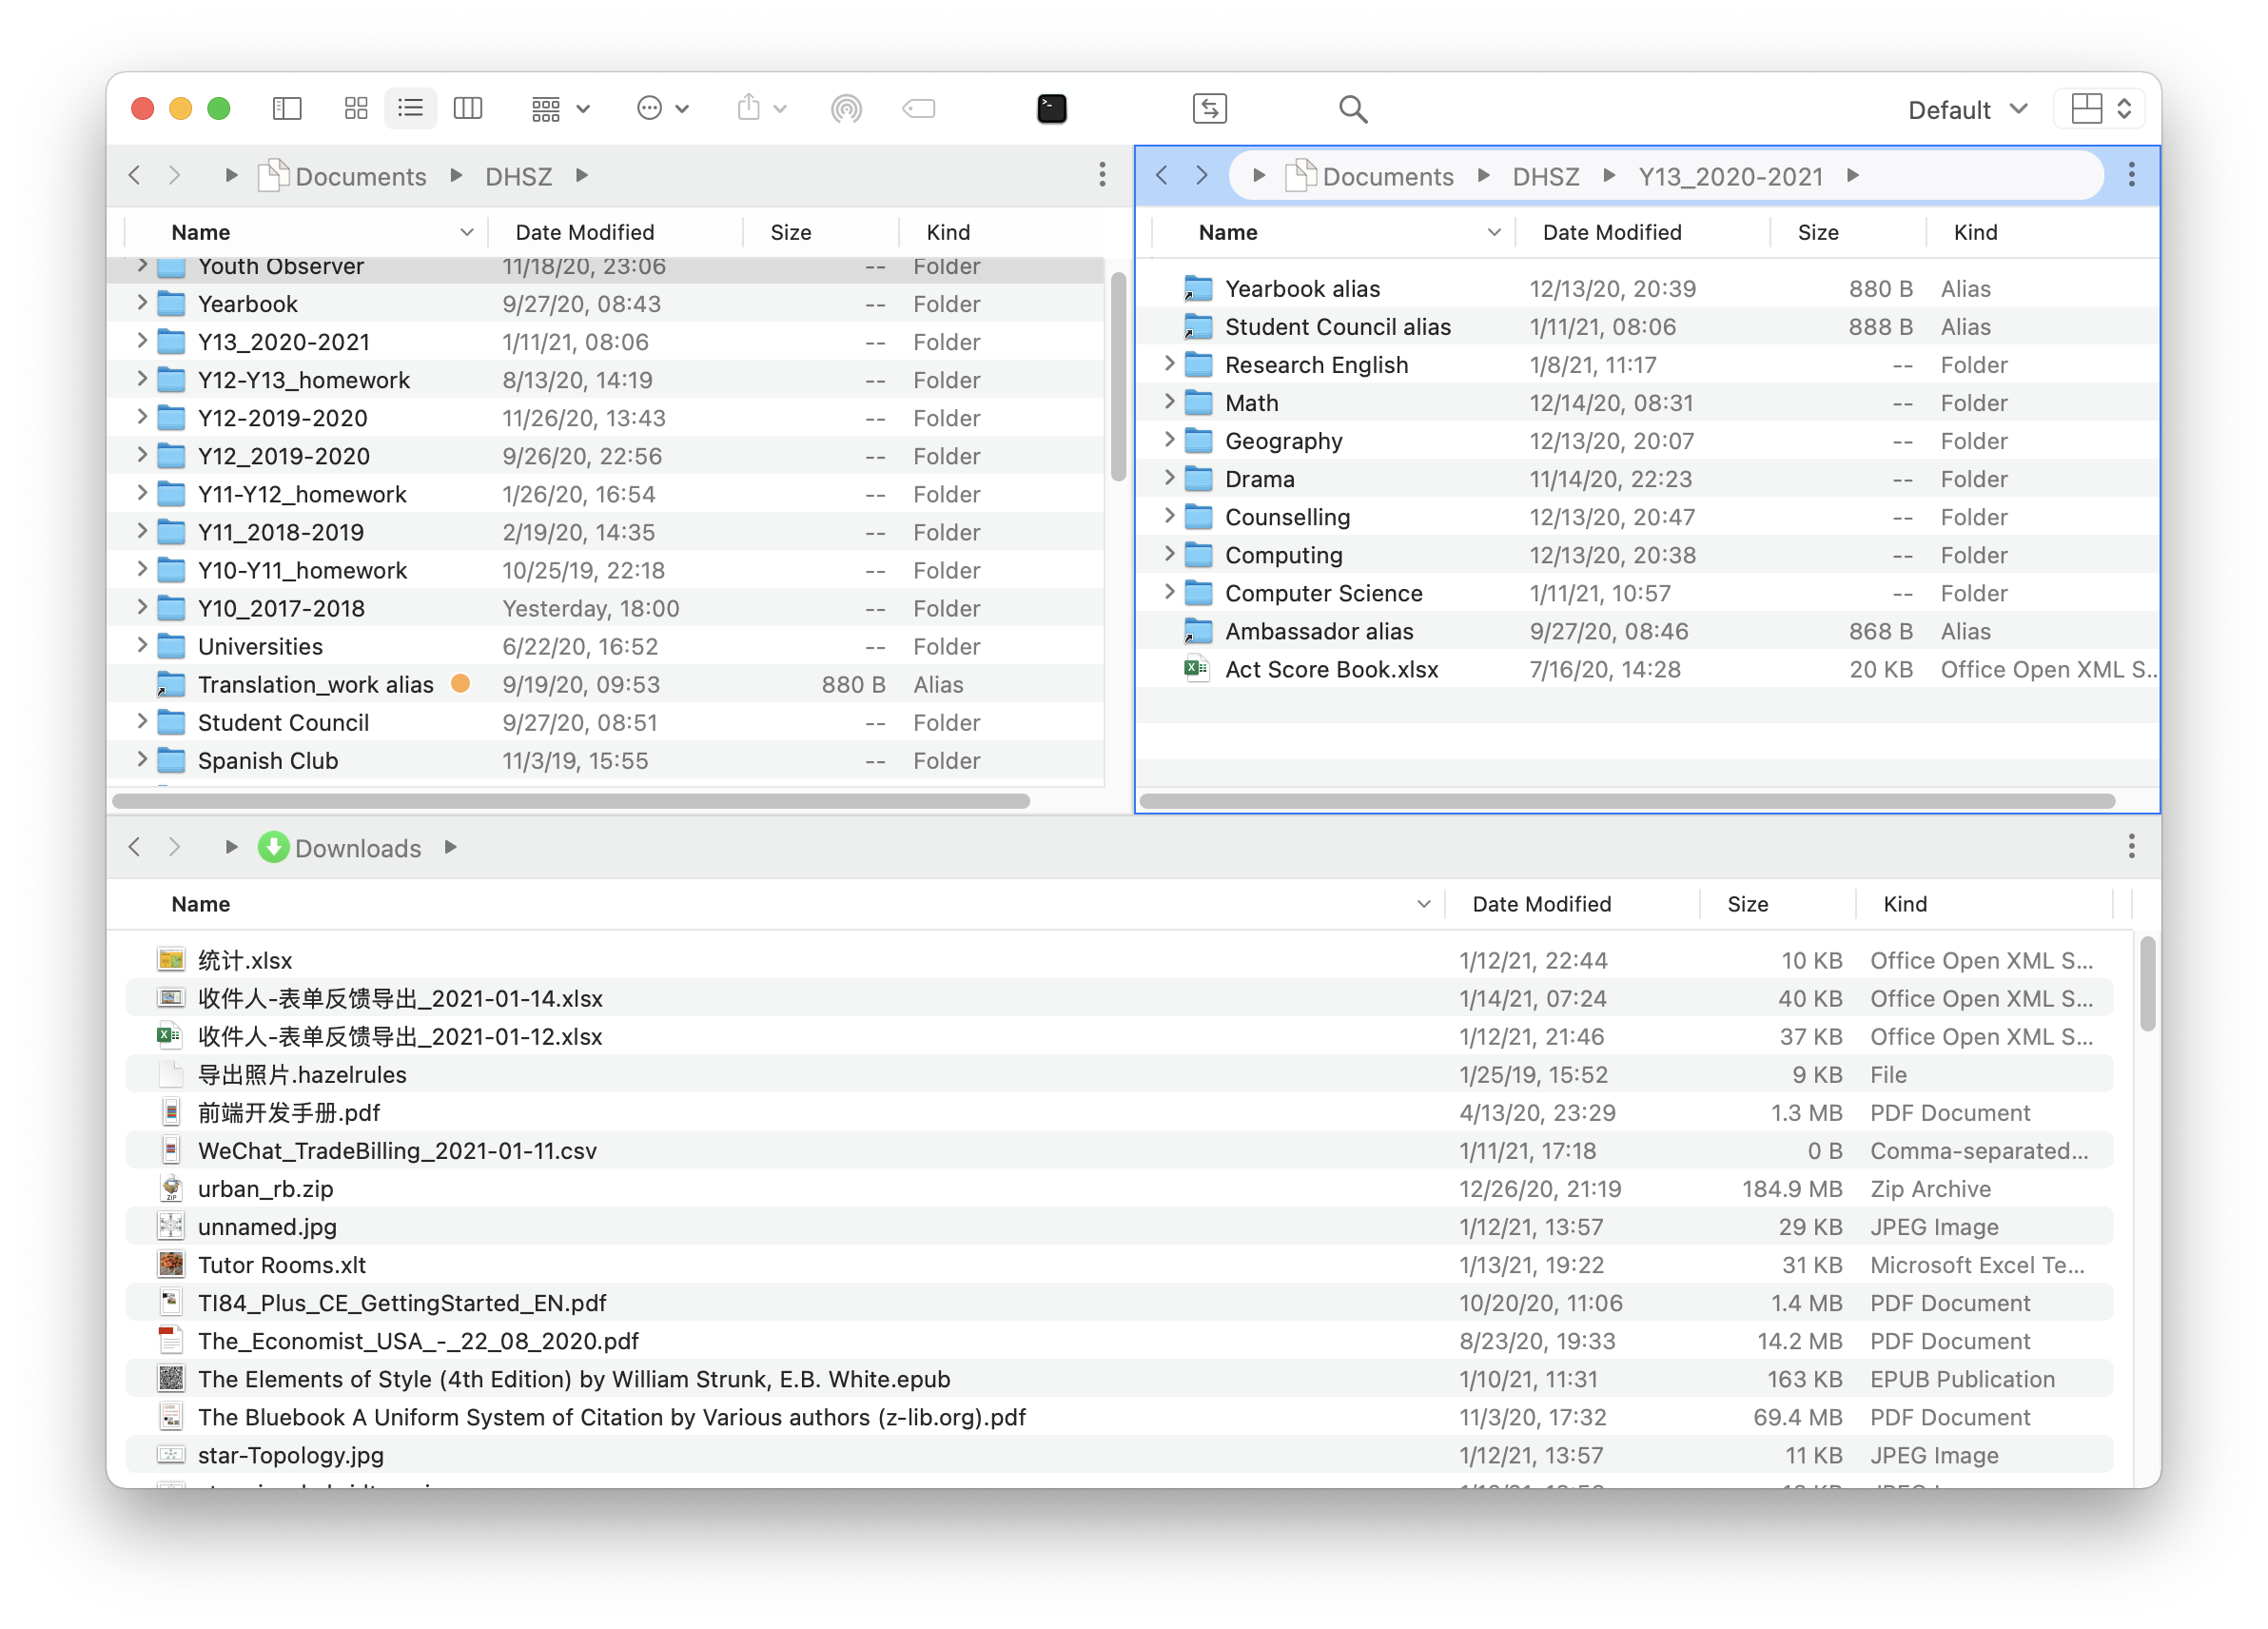 Default
Documents DHSZ
Name Date Modified Size Kind
Youth Observer 11/18/20, 23:06 -- Folder
Yearbook 9/27/20, 08:43 -- Folder
Y13_2020-2021 1/11/21, 08:06 -- Folder
Y12-Y13_homework 8/13/20, 14:19 -- Folder
Y12-2019-2020 11/26/20, 13:43 -- Folder
Y12_2019-2020 9/26/20, 22:56 -- Folder
Y11-Y12_homework 1/26/20, 16:54 -- Folder
Y11_2018-2019 2/19/20, 14:35 -- Folder
Y10-Y11_homework 10/25/19, 22:18 -- Folder
Y10_2017-2018 Yesterday, 18:00 -- Folder
Universities 6/22/20, 16:52 -- Folder
Translation_work alias 9/19/20, 09:53 880 B Alias
Student Council 9/27/20, 08:51 -- Folder
Spanish Club 11/3/19, 15:55 -- Folder
Documents DHSZ Y13_2020-2021
Name Date Modified Size Kind
Yearbook alias 12/13/20, 20:39 880 B Alias
Student Council alias 1/11/21, 08:06 888 B Alias
Research English 1/8/21, 11:17 -- Folder
Math 12/14/20, 08:31 -- Folder
Geography 12/13/20, 20:07 -- Folder
Drama 11/14/20, 22:23 -- Folder
Counselling 12/13/20, 20:47 -- Folder
Computing 12/13/20, 20:38 -- Folder
Computer Science 1/11/21, 10:57 -- Folder
Ambassador alias 9/27/20, 08:46 868 B Alias
Act Score Book.xlsx 7/16/20, 14:28 20 KB Office Open XML S..
Downloads
Name Date Modified Size Kind
统计.xlsx 1/12/21, 22:44 10 KB Office Open XML S...
收件人-表单反馈导出_2021-01-14.xlsx 1/14/21, 07:24 40 KB Office Open XML S...
收件人-表单反馈导出_2021-01-12.xlsx 1/12/21, 21:46 37 KB Office Open XML S...
导出照片.hazelrules 1/25/19, 15:52 9 KB File
前端开发手册.pdf 4/13/20, 23:29 1.3 MB PDF Document
WeChat_TradeBilling_2021-01-11.csv 1/11/21, 17:18 0 B Comma-separated...
urban_rb.zip 12/26/20, 21:19 184.9 MB Zip Archive
unnamed.jpg 1/12/21, 13:57 29 KB JPEG Image
Tutor Rooms.xlt 1/13/21, 19:22 31 KB Microsoft Excel Te...
TI84_Plus_CE_GettingStarted_EN.pdf 10/20/20, 11:06 1.4 MB PDF Document
The_Economist_USA_-_22_08_2020.pdf 8/23/20, 19:33 14.2 MB PDF Document
The Elements of Style (4th Edition) by William Strunk, E.B. White.epub 1/10/21, 11:31 163 KB EPUB Publication
The Bluebook A Uniform System of Citation by Various authors (z-lib.org).pdf 11/3/20, 17:32 69.4 MB PDF Document
star-Topology.jpg 1/12/21, 13:57 11 KB JPEG Image